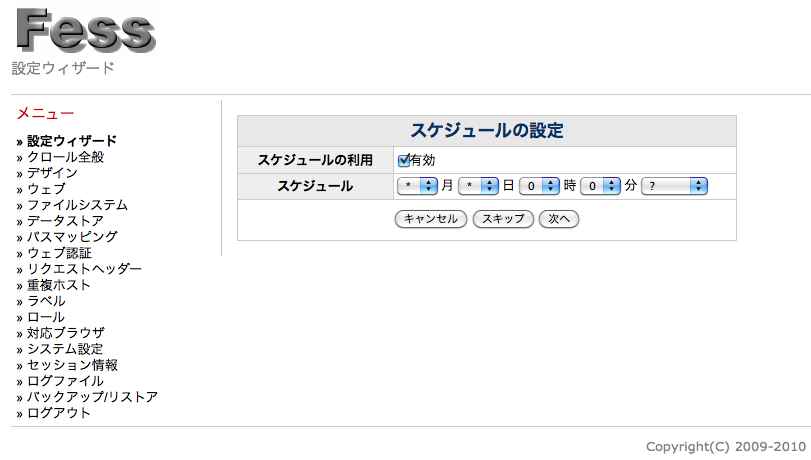 Fess
設定ウィザード
メニュー
» 設定ウィザード
» クロール全般
» デザイン
» ウェブ
» ファイルシステム
» データストア
» パスマッピング
» ウェブ認証
» リクエストヘッダー
» 重複ホスト
» ラベル
» ロール
» 対応ブラウザ
» システム設定
» セッション情報
» ログファイル
» バックアップ/リストア
» ログアウト
スケジュールの設定
スケジュールの利用 有効
スケジュール * 月 * 日 0 時 0 分 ?
キャンセル スキップ 次へ
Copyright(C) 2009-2010